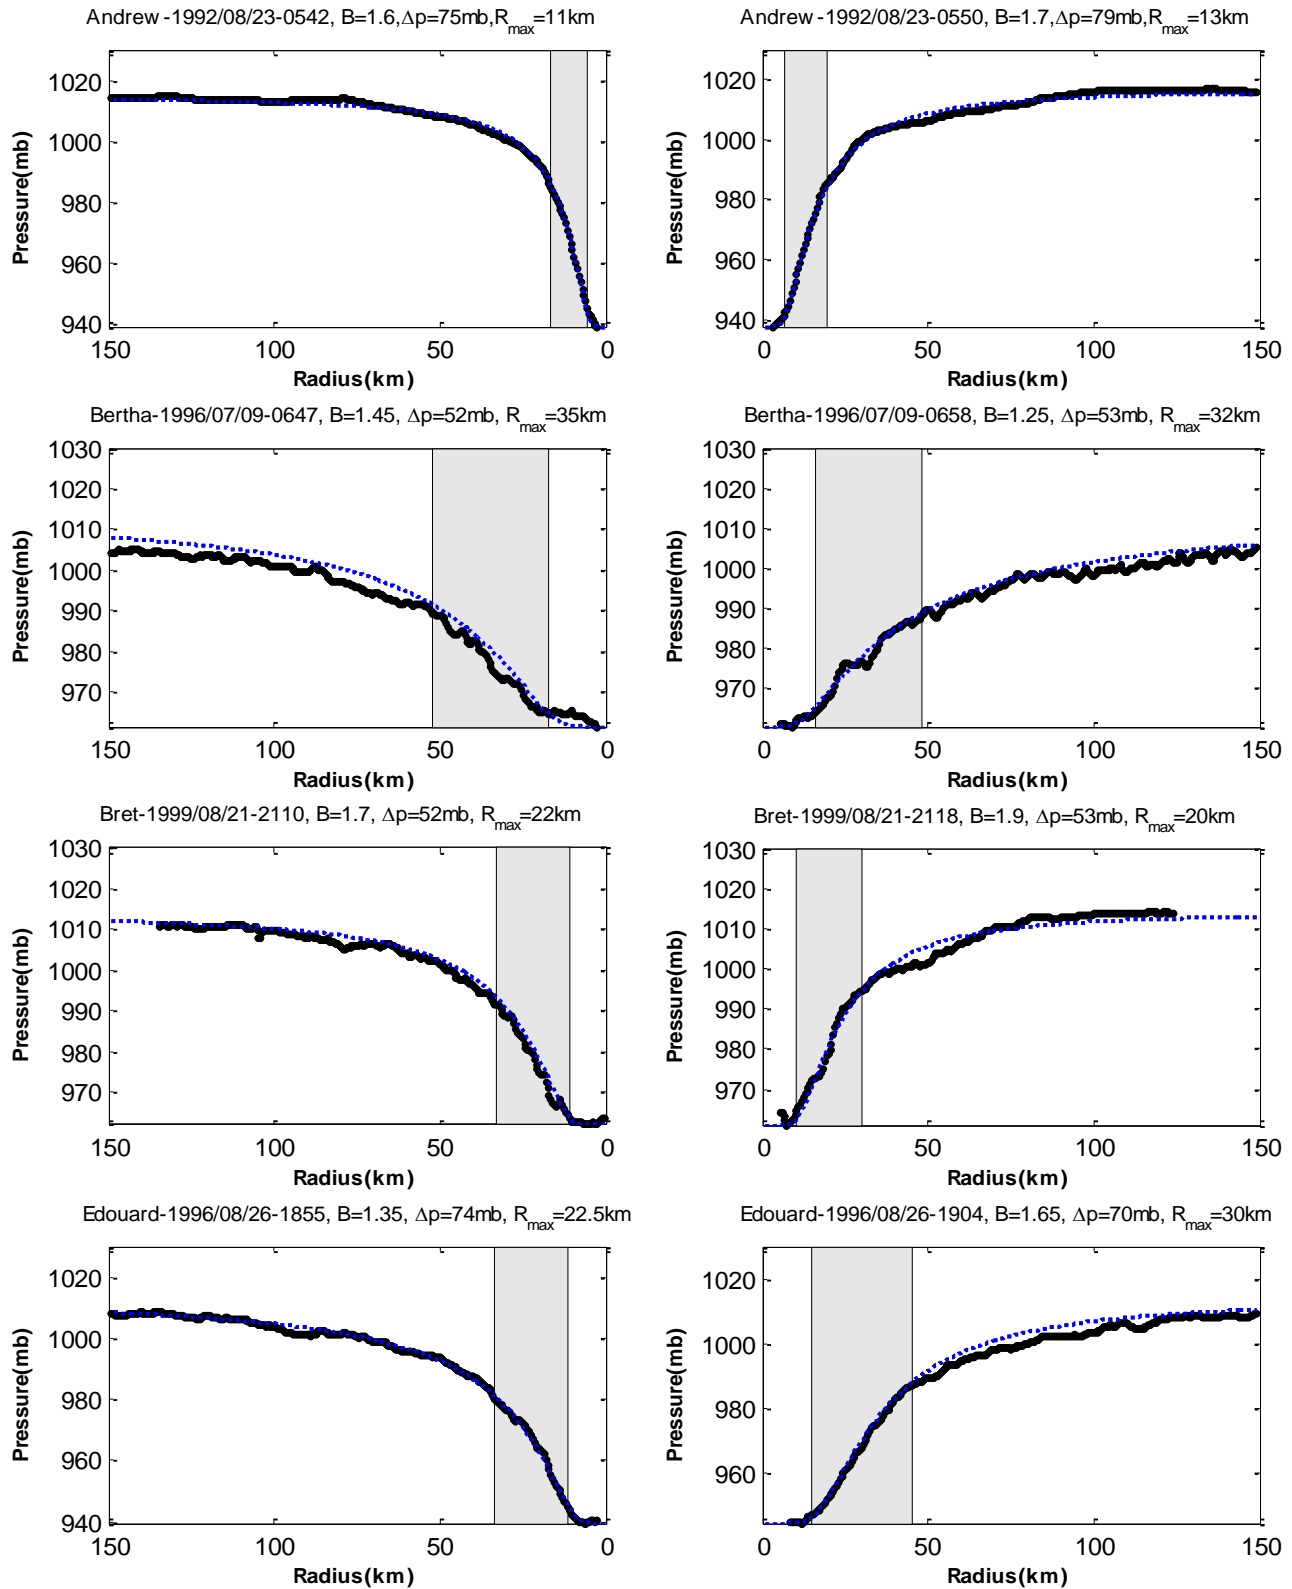 Andrew -1992/08/23-0542, B=1.6,Δp=75mb,Rmax=11km
1020
1000
980
960
940
Pressure(mb)
150 100 50 0
Radius(km)
Andrew -1992/08/23-0550, B=1.7,Δp=79mb,Rmax=13km
1020
1000
980
960
940
Pressure(mb)
0 50 100 150
Radius(km)
Bertha-1996/07/09-0647, B=1.45, Δp=52mb, Rmax=35km
1030
1020
1010
1000
990
980
970
Pressure(mb)
150 100 50 0
Radius(km)
Bertha-1996/07/09-0658, B=1.25, Δp=53mb, Rmax=32km
1030
1020
1010
1000
990
980
970
Pressure(mb)
0 50 100 150
Radius(km)
Bret-1999/08/21-2110, B=1.7, Δp=52mb, Rmax=22km
1030
1020
1010
1000
990
980
970
Pressure(mb)
150 100 50 0
Radius(km)
Bret-1999/08/21-2118, B=1.9, Δp=53mb, Rmax=20km
1030
1020
1010
1000
990
980
970
Pressure(mb)
0 50 100 150
Radius(km)
Edouard-1996/08/26-1855, B=1.35, Δp=74mb, Rmax=22.5km
1020
1000
980
960
940
Pressure(mb)
150 100 50 0
Radius(km)
Edouard-1996/08/26-1904, B=1.65, Δp=70mb, Rmax=30km
1020
1000
980
960
Pressure(mb)
0 50 100 150
Radius(km)